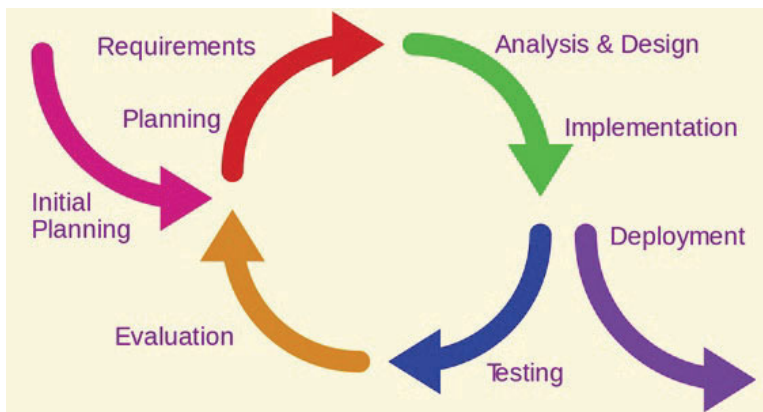 Requirements
Analysis & Design
Planning
Implementation
Initial
Planning
Deployment
Evaluation
Testing